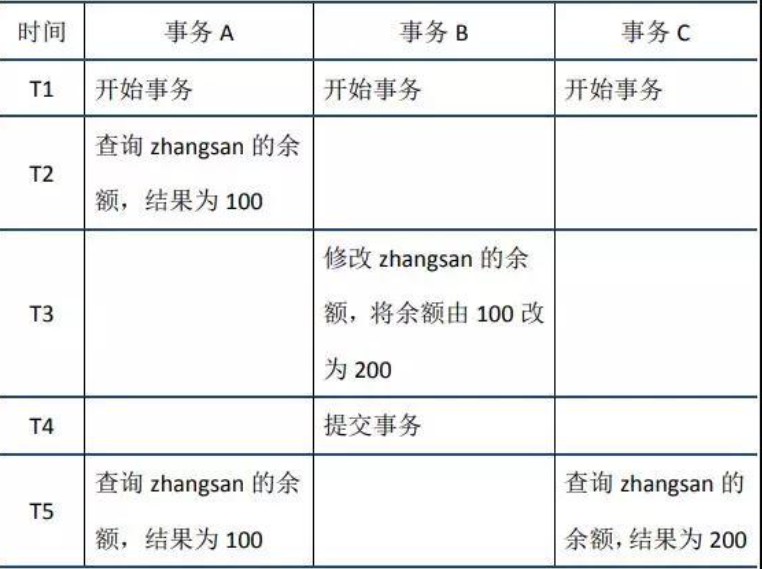 时间 事务 A 事务 B 事务 C
T1 开始事务 开始事务 开始事务
T2 查询 zhangsan 的余
额，结果为 100
T3 修改 zhangsan 的余
额，将余额由 100 改
为 200
T4 提交事务
T5 查询 zhangsan 的余
额，结果为 100
查询 zhangsan 的
余额，结果为 200